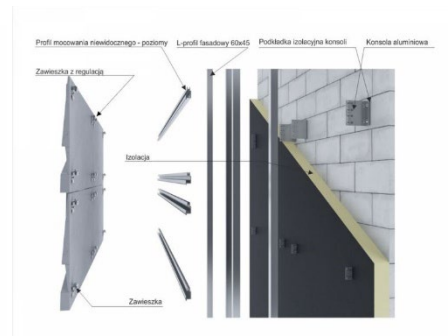 Profil mocowania niewidocznego - poziomy
L-profil fasadowy 60x45
Podkładka izolacyjna konsoli
Konsola aluminiowa
Zawieszka z regulacją
Izolacja
Zawieszka